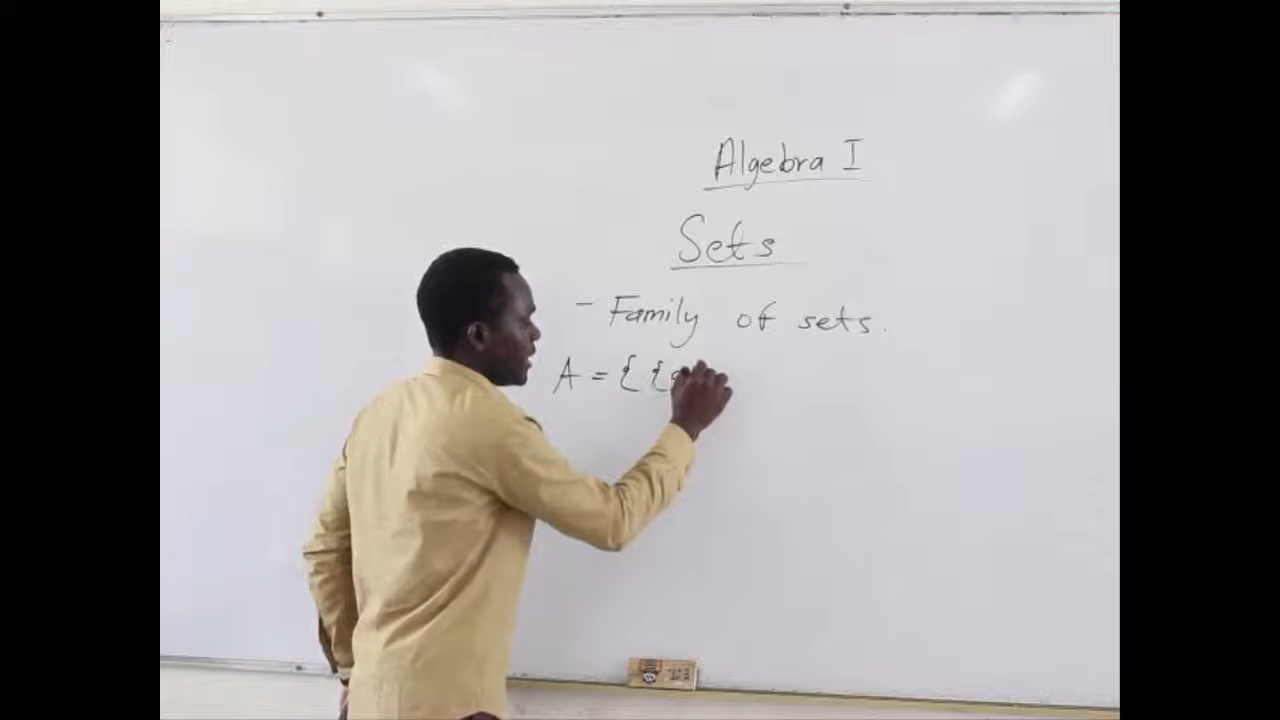 Algebra I
Sets
- Family of sets.
A = { {